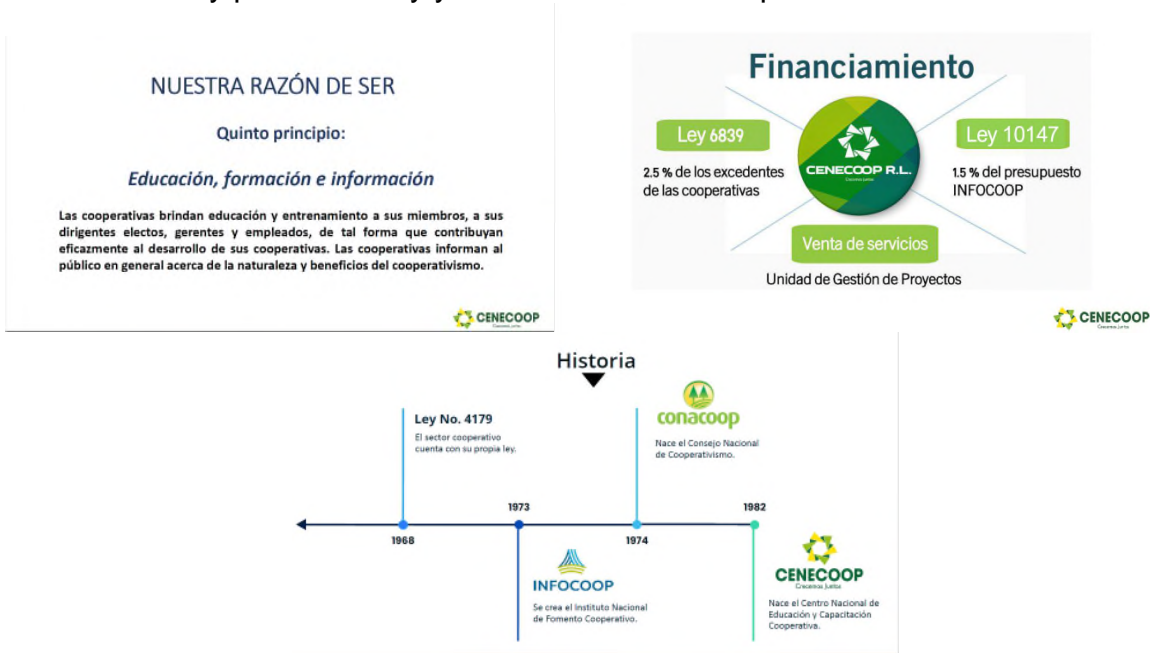 NUESTRA RAZÓN DE SER
Quinto principio:
Educación, formación e información
Las cooperativas brindan educación y entrenamiento a sus miembros, a sus
dirigentes electos, gerentes y empleados, de tal forma que contribuyan
eficazmente al desarrollo de sus cooperativas. Las cooperativas informan al
público en general acerca de la naturaleza y beneficios del cooperativismo.
CENECOOP
Crecemos Juntos
Financiamiento
Ley 6839
2.5 % de los excedentes
de las cooperativas
CENECOOP R.L.
Crecemos Juntos
Ley 10147
1.5 % del presupuesto
INFOCOOP
Venta de servicios
Unidad de Gestión de Proyectos
CENECOOP
Crecemos Juntos
Historia
Ley No. 4179
El sector cooperativo
cuenta con su propia ley.
1968
1973
INFOCOOP
Se crea el Instituto Nacional
de Fomento Cooperativo.
conacoop
Nace el Consejo Nacional
de Cooperativismo.
1974
1982
CENECOOP
Crecemos Juntos
Nace el Centro Nacional de
Educación y Capacitación
Cooperativa.